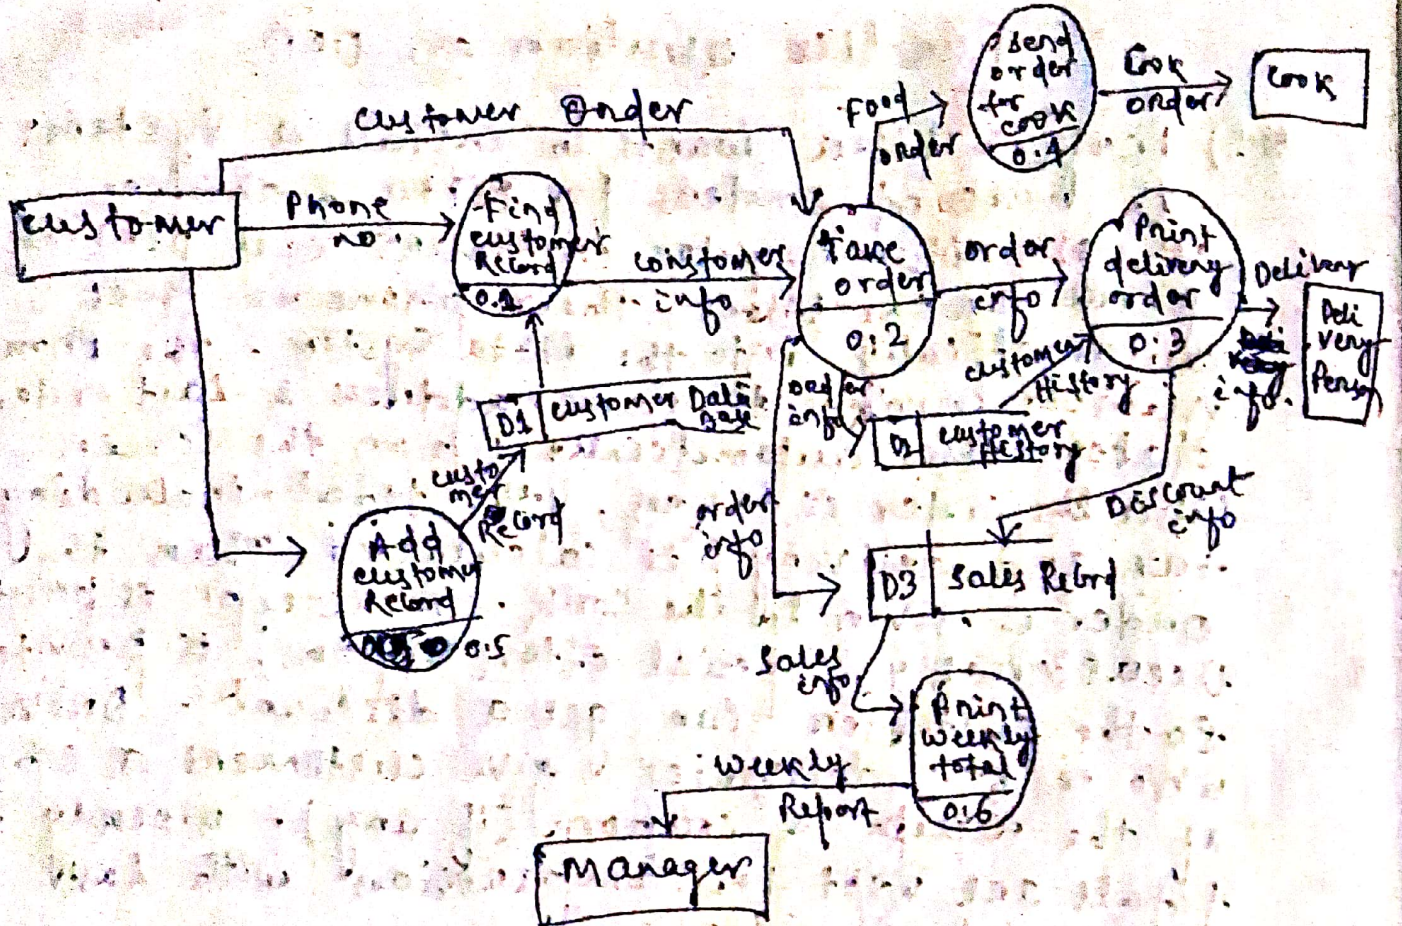 Send
order
for
cook
0.4
Cook
order
Cook
Food
order
customer Order
customer
Phone
no.
Find
customer
Record
0.1
constomer
info
Take
order
0:2
order
info
Print
delivery
order
0:3
Delivery
info.
Deli
very
Person
customer
History
order
info
D1
customer Data
Base
customer
History
custo
mer
Record
order
info
Discount
info
Add
customer
Record
0.5
D3
Sales Record
Sales
info
Print
weekly
total
0:6
weekly
Report
Manager